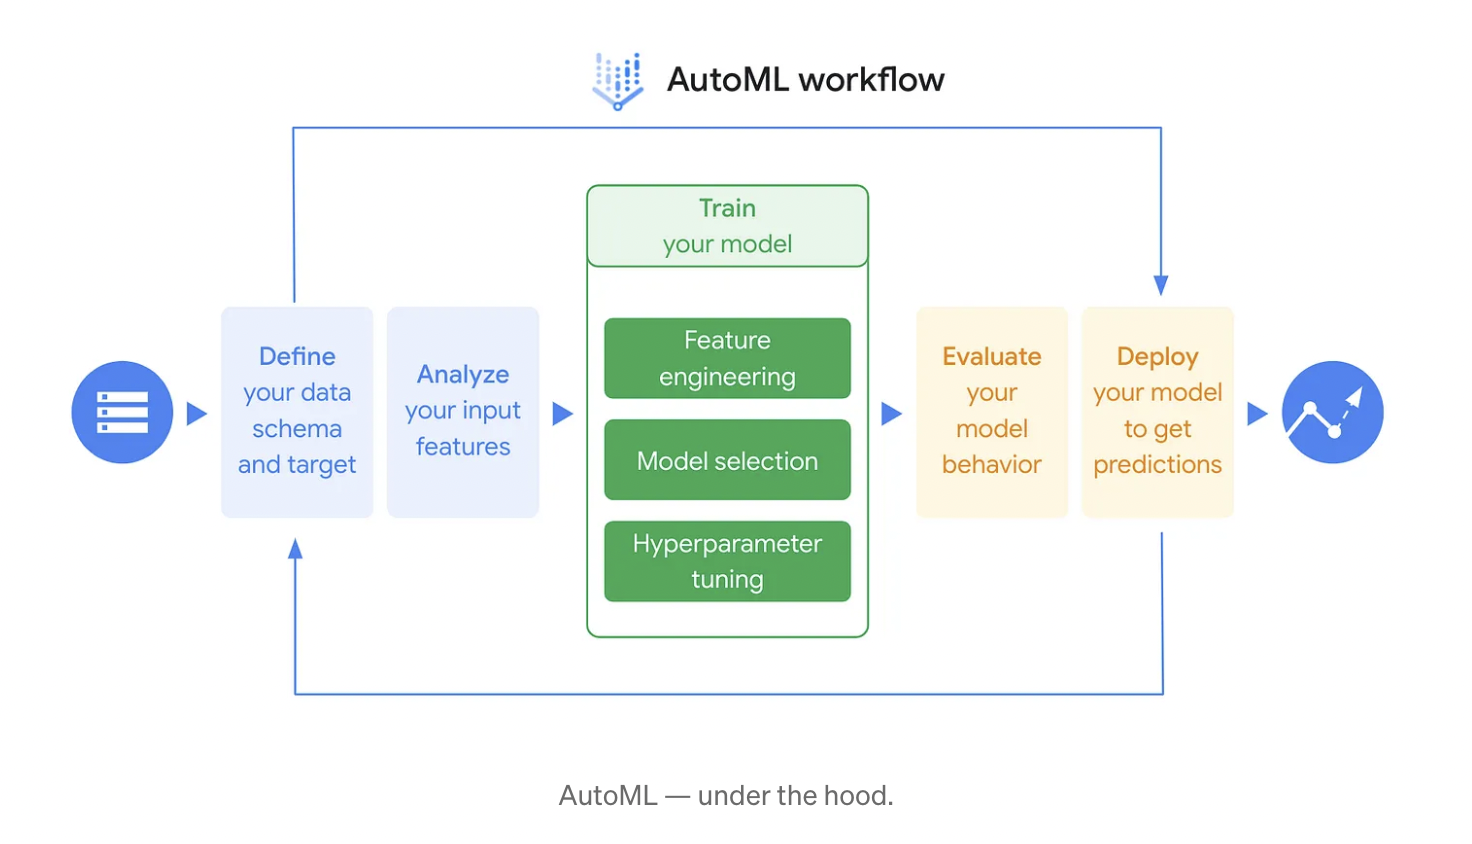 AutoML workflow
Train
your model
Define
your data
schema
and target
Analyze
your input
features
Feature
engineering
Model selection
Hyperparameter
tuning
Evaluate
your
model
behavior
Deploy
your model
to get
predictions
AutoML — under the hood.